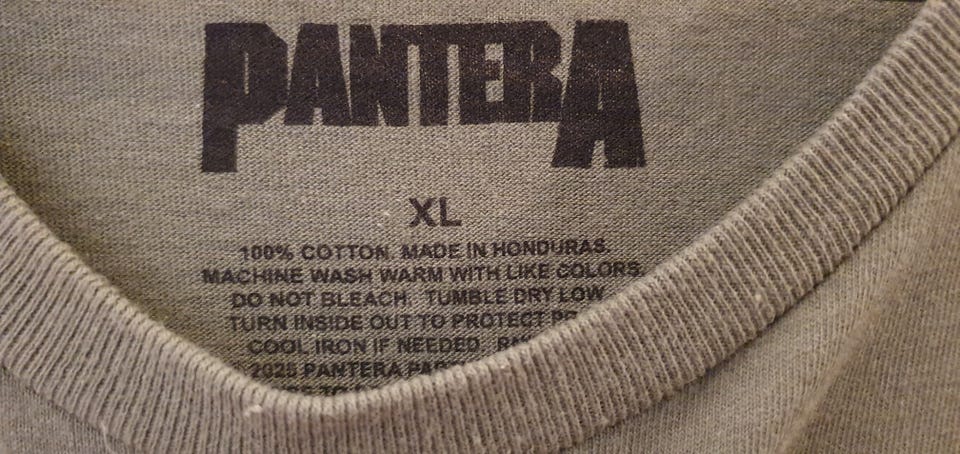 PANTERA
XL
100% COTTON. MADE IN HONDURAS.
MACHINE WASH WARM WITH LIKE COLORS.
DO NOT BLEACH. TUMBLE DRY LOW
TURN INSIDE OUT TO PROTECT
COOL IRON IF NEEDED.
2025 PANTERA